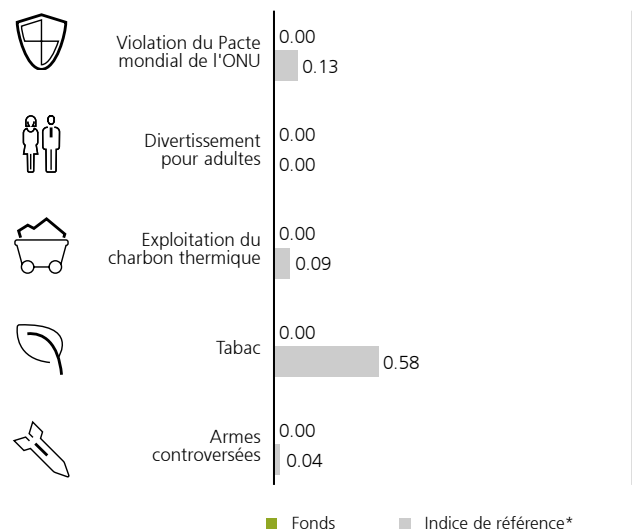 Violation du Pacte
mondial de l'ONU
0.00
0.13
Divertissement
pour adultes
0.00
0.00
Exploitation du
charbon thermique
0.00
0.09
Tabac
0.00
0.58
Armes
controversées
0.00
0.04
Fonds
Indice de référence*